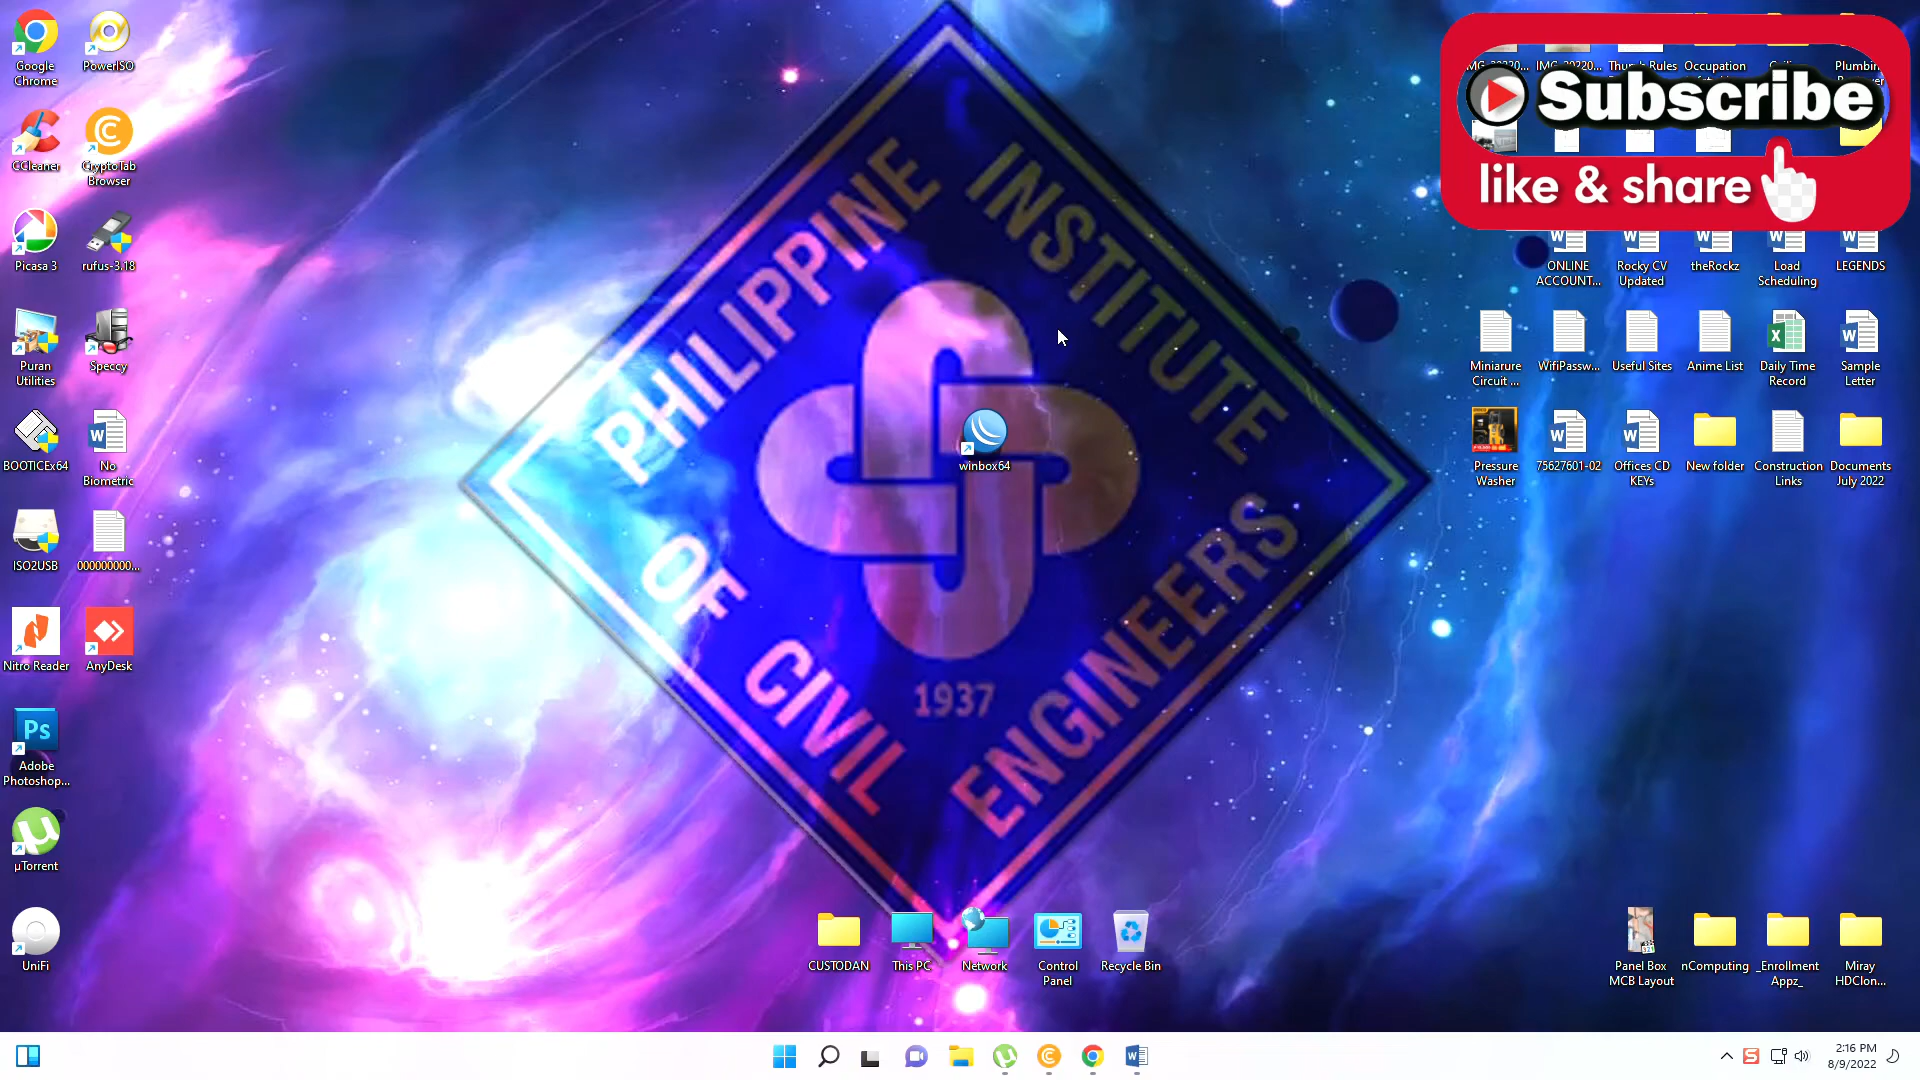 Google
Chrome
PowerISO
CCleaner
CryptoTab
Browser
Picasa 3
rufus-3.18
Puran
Utilities
Speccy
BOOTICEx64
No
Biometric
ISO2USB
000000000...
Nitro Reader
AnyDesk
Ps
Adobe
Photoshop...
µTorrent
UniFi
PHILIPPINE
INSTITUTE
OF
CIVIL
ENGINEERS
1937
winbox64
Thumb Rules
Occupation
Subscribe
like & share
ONLINE
ACCOUNT...
Rocky CV
Updated
theRockz
Load
Scheduling
LEGENDS
Miniarure
Circuit ...
WifiPassw...
Useful Sites
Anime List
Daily Time
Record
Sample
Letter
Pressure
Washer
75627601-02
Offices CD
KEYs
New folder
Construction
Links
Documents
July 2022
CUSTODAN
This PC
Network
Control
Panel
Recycle Bin
Panel Box
MCB Layout
nComputing
_Enrollment
Appz_
Miray
HDClon...
2:16 PM
8/9/2022